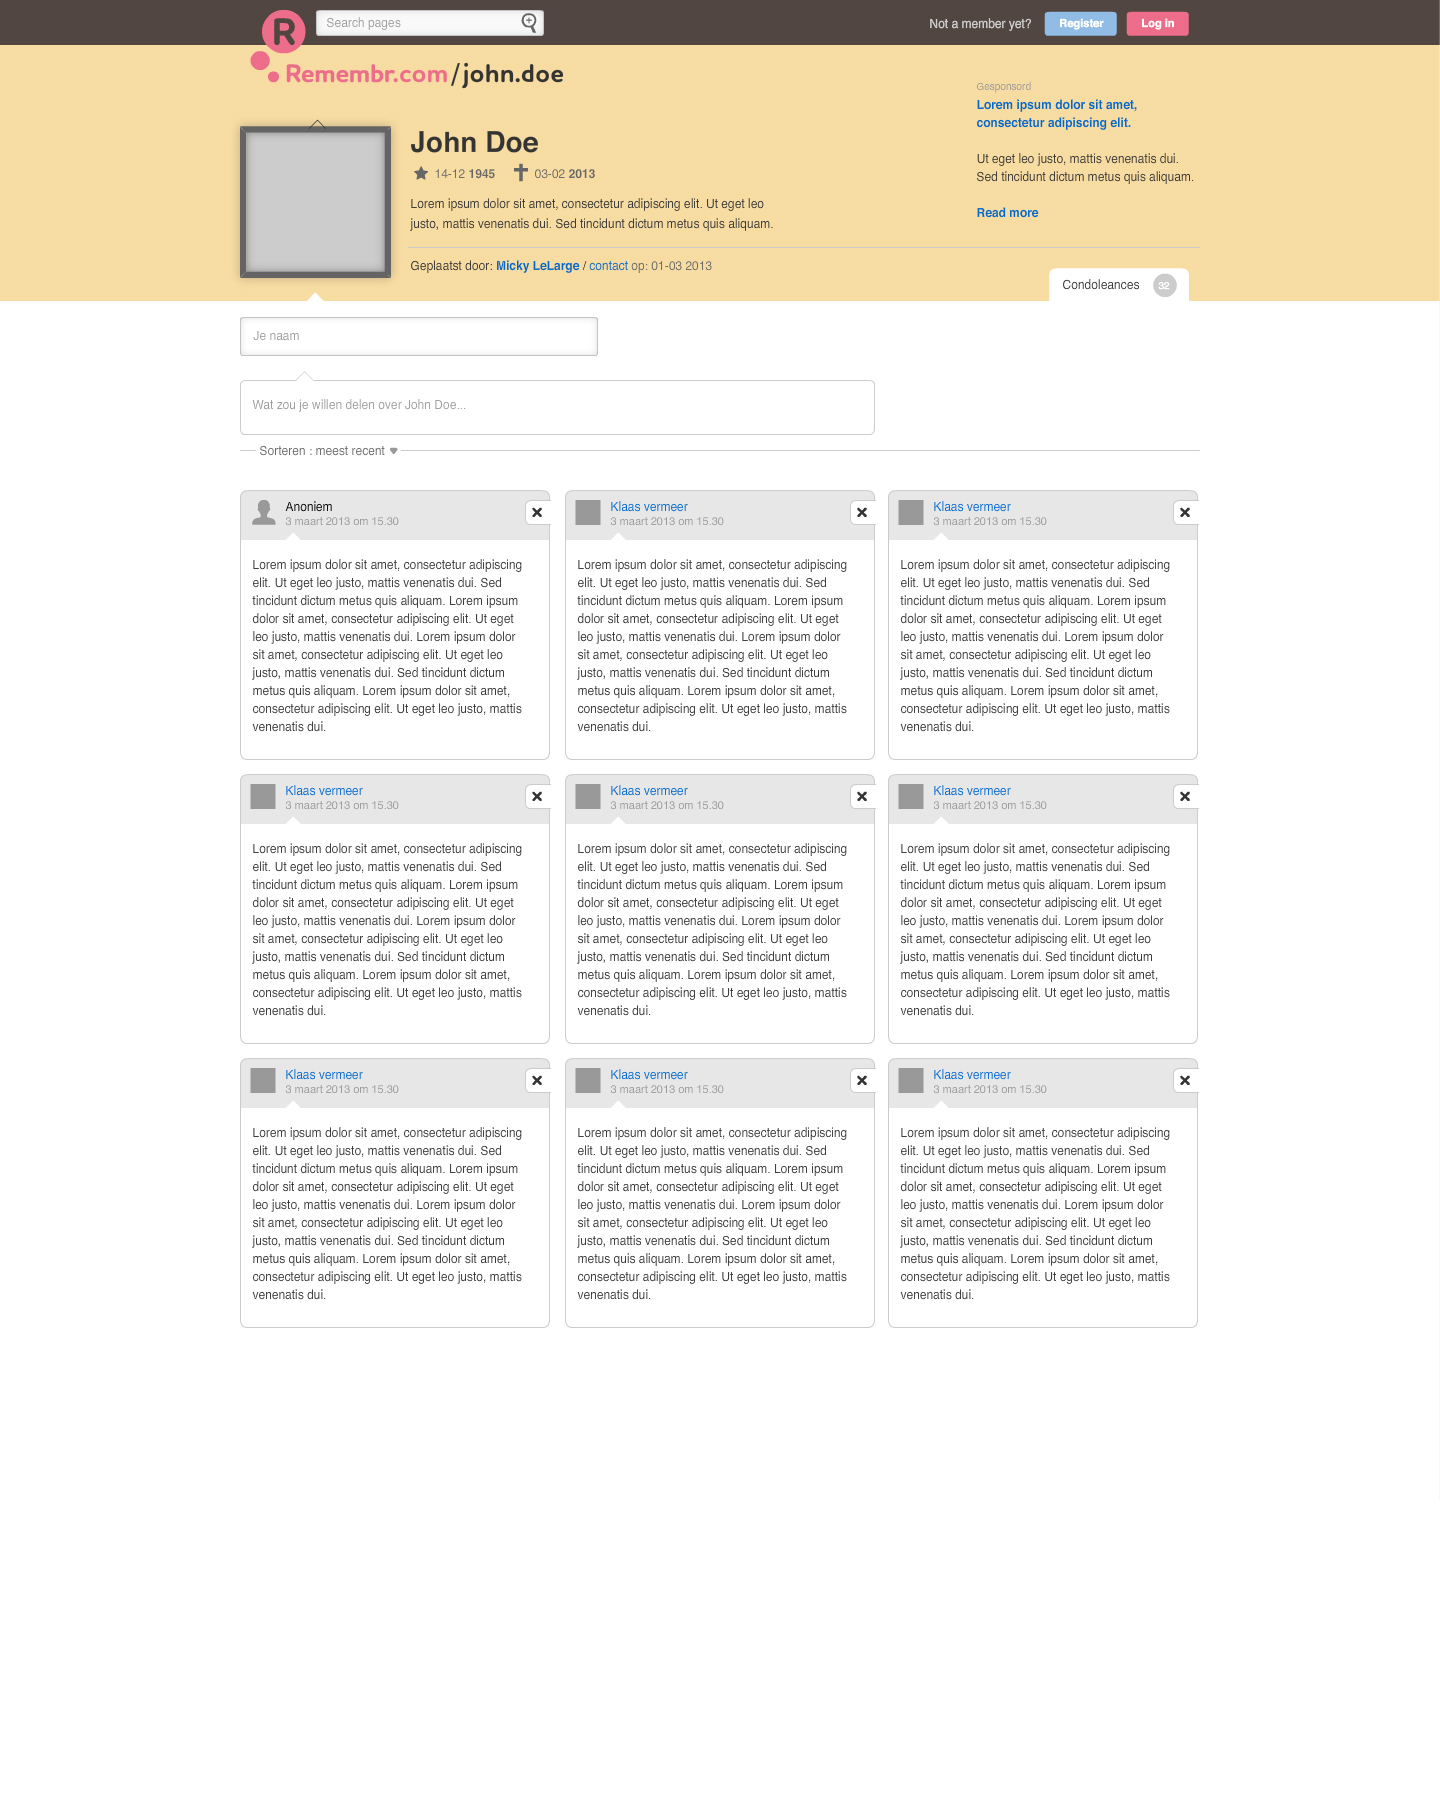 R
Search pages
Not a member yet?
Register
Log in
Remembr.com/john.doe
Gesponsord
Lorem ipsum dolor sit amet,
consectetur adipiscing elit.
Ut eget leo justo, mattis venenatis dui.
Sed tincidunt dictum metus quis aliquam.
Read more
John Doe
14-12 1945
03-02 2013
Lorem ipsum dolor sit amet, consectetur adipiscing elit. Ut eget leo
justo, mattis venenatis dui. Sed tincidunt dictum metus quis aliquam.
Geplaatst door: Micky LeLarge / contact op: 01-03 2013
Condoleances 32
Je naam
Wat zou je willen delen over John Doe...
Sorteren : meest recent
Anoniem
3 maart 2013 om 15.30
Lorem ipsum dolor sit amet, consectetur adipiscing
elit. Ut eget leo justo, mattis venenatis dui. Sed
tincidunt dictum metus quis aliquam. Lorem ipsum
dolor sit amet, consectetur adipiscing elit. Ut eget
leo justo, mattis venenatis dui. Lorem ipsum dolor
sit amet, consectetur adipiscing elit. Ut eget leo
justo, mattis venenatis dui. Sed tincidunt dictum
metus quis aliquam. Lorem ipsum dolor sit amet,
consectetur adipiscing elit. Ut eget leo justo, mattis
venenatis dui.
Klaas vermeer
3 maart 2013 om 15.30
Lorem ipsum dolor sit amet, consectetur adipiscing
elit. Ut eget leo justo, mattis venenatis dui. Sed
tincidunt dictum metus quis aliquam. Lorem ipsum
dolor sit amet, consectetur adipiscing elit. Ut eget
leo justo, mattis venenatis dui. Lorem ipsum dolor
sit amet, consectetur adipiscing elit. Ut eget leo
justo, mattis venenatis dui. Sed tincidunt dictum
metus quis aliquam. Lorem ipsum dolor sit amet,
consectetur adipiscing elit. Ut eget leo justo, mattis
venenatis dui.
Klaas vermeer
3 maart 2013 om 15.30
Lorem ipsum dolor sit amet, consectetur adipiscing
elit. Ut eget leo justo, mattis venenatis dui. Sed
tincidunt dictum metus quis aliquam. Lorem ipsum
dolor sit amet, consectetur adipiscing elit. Ut eget
leo justo, mattis venenatis dui. Lorem ipsum dolor
sit amet, consectetur adipiscing elit. Ut eget leo
justo, mattis venenatis dui. Sed tincidunt dictum
metus quis aliquam. Lorem ipsum dolor sit amet,
consectetur adipiscing elit. Ut eget leo justo, mattis
venenatis dui.
Klaas vermeer
3 maart 2013 om 15.30
Lorem ipsum dolor sit amet, consectetur adipiscing
elit. Ut eget leo justo, mattis venenatis dui. Sed
tincidunt dictum metus quis aliquam. Lorem ipsum
dolor sit amet, consectetur adipiscing elit. Ut eget
leo justo, mattis venenatis dui. Lorem ipsum dolor
sit amet, consectetur adipiscing elit. Ut eget leo
justo, mattis venenatis dui. Sed tincidunt dictum
metus quis aliquam. Lorem ipsum dolor sit amet,
consectetur adipiscing elit. Ut eget leo justo, mattis
venenatis dui.
Klaas vermeer
3 maart 2013 om 15.30
Lorem ipsum dolor sit amet, consectetur adipiscing
elit. Ut eget leo justo, mattis venenatis dui. Sed
tincidunt dictum metus quis aliquam. Lorem ipsum
dolor sit amet, consectetur adipiscing elit. Ut eget
leo justo, mattis venenatis dui. Lorem ipsum dolor
sit amet, consectetur adipiscing elit. Ut eget leo
justo, mattis venenatis dui. Sed tincidunt dictum
metus quis aliquam. Lorem ipsum dolor sit amet,
consectetur adipiscing elit. Ut eget leo justo, mattis
venenatis dui.
Klaas vermeer
3 maart 2013 om 15.30
Lorem ipsum dolor sit amet, consectetur adipiscing
elit. Ut eget leo justo, mattis venenatis dui. Sed
tincidunt dictum metus quis aliquam. Lorem ipsum
dolor sit amet, consectetur adipiscing elit. Ut eget
leo justo, mattis venenatis dui. Lorem ipsum dolor
sit amet, consectetur adipiscing elit. Ut eget leo
justo, mattis venenatis dui. Sed tincidunt dictum
metus quis aliquam. Lorem ipsum dolor sit amet,
consectetur adipiscing elit. Ut eget leo justo, mattis
venenatis dui.
Klaas vermeer
3 maart 2013 om 15.30
Lorem ipsum dolor sit amet, consectetur adipiscing
elit. Ut eget leo justo, mattis venenatis dui. Sed
tincidunt dictum metus quis aliquam. Lorem ipsum
dolor sit amet, consectetur adipiscing elit. Ut eget
leo justo, mattis venenatis dui. Lorem ipsum dolor
sit amet, consectetur adipiscing elit. Ut eget leo
justo, mattis venenatis dui. Sed tincidunt dictum
metus quis aliquam. Lorem ipsum dolor sit amet,
consectetur adipiscing elit. Ut eget leo justo, mattis
venenatis dui.
Klaas vermeer
3 maart 2013 om 15.30
Lorem ipsum dolor sit amet, consectetur adipiscing
elit. Ut eget leo justo, mattis venenatis dui. Sed
tincidunt dictum metus quis aliquam. Lorem ipsum
dolor sit amet, consectetur adipiscing elit. Ut eget
leo justo, mattis venenatis dui. Lorem ipsum dolor
sit amet, consectetur adipiscing elit. Ut eget leo
justo, mattis venenatis dui. Sed tincidunt dictum
metus quis aliquam. Lorem ipsum dolor sit amet,
consectetur adipiscing elit. Ut eget leo justo, mattis
venenatis dui.
Klaas vermeer
3 maart 2013 om 15.30
Lorem ipsum dolor sit amet, consectetur adipiscing
elit. Ut eget leo justo, mattis venenatis dui. Sed
tincidunt dictum metus quis aliquam. Lorem ipsum
dolor sit amet, consectetur adipiscing elit. Ut eget
leo justo, mattis venenatis dui. Lorem ipsum dolor
sit amet, consectetur adipiscing elit. Ut eget leo
justo, mattis venenatis dui. Sed tincidunt dictum
metus quis aliquam. Lorem ipsum dolor sit amet,
consectetur adipiscing elit. Ut eget leo justo, mattis
venenatis dui.